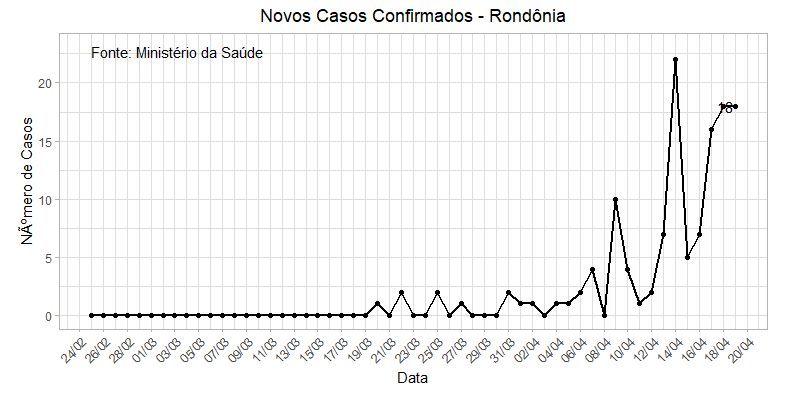 Novos Casos Confirmados - Rondônia
Fonte: Ministério da Saúde
NÃºmero de Casos
20
15
10
5
0
18
24/02 26/02 28/02 01/03 03/03 05/03 07/03 09/03 11/03 13/03 15/03 17/03 19/03 21/03 23/03 25/03 27/03 29/03 31/03 02/04 04/04 06/04 08/04 10/04 12/04 14/04 16/04 18/04 20/04
Data